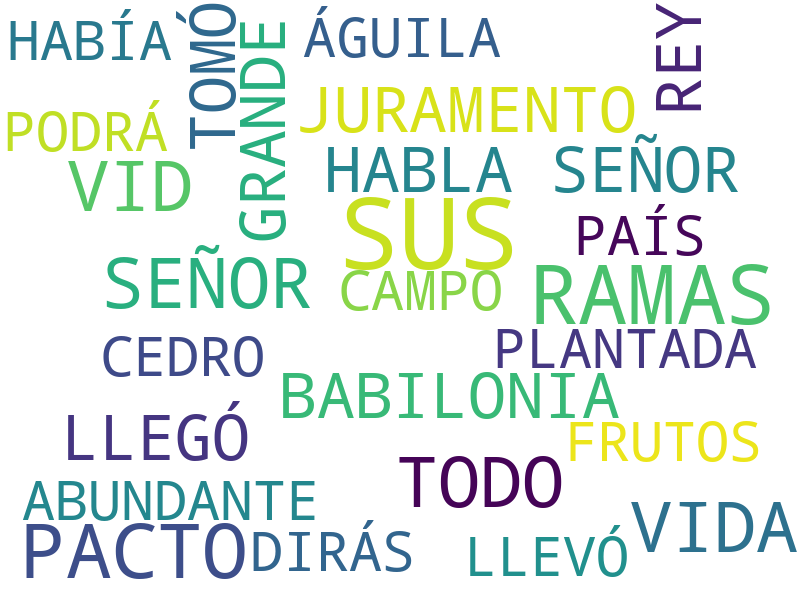 HABÍA
TOMÓ
GRANDE
ÁGUILA
REY
PODRÁ
JURAMENTO
VID
HABLA
SEÑOR
SUS
PAÍS
SEÑOR
CAMPO
RAMAS
CEDRO
PLANTADA
BABILONIA
LLEGÓ
FRUTOS
TODO
ABUNDANTE
VIDA
PACTO
DIRÁS
LLEVÓ